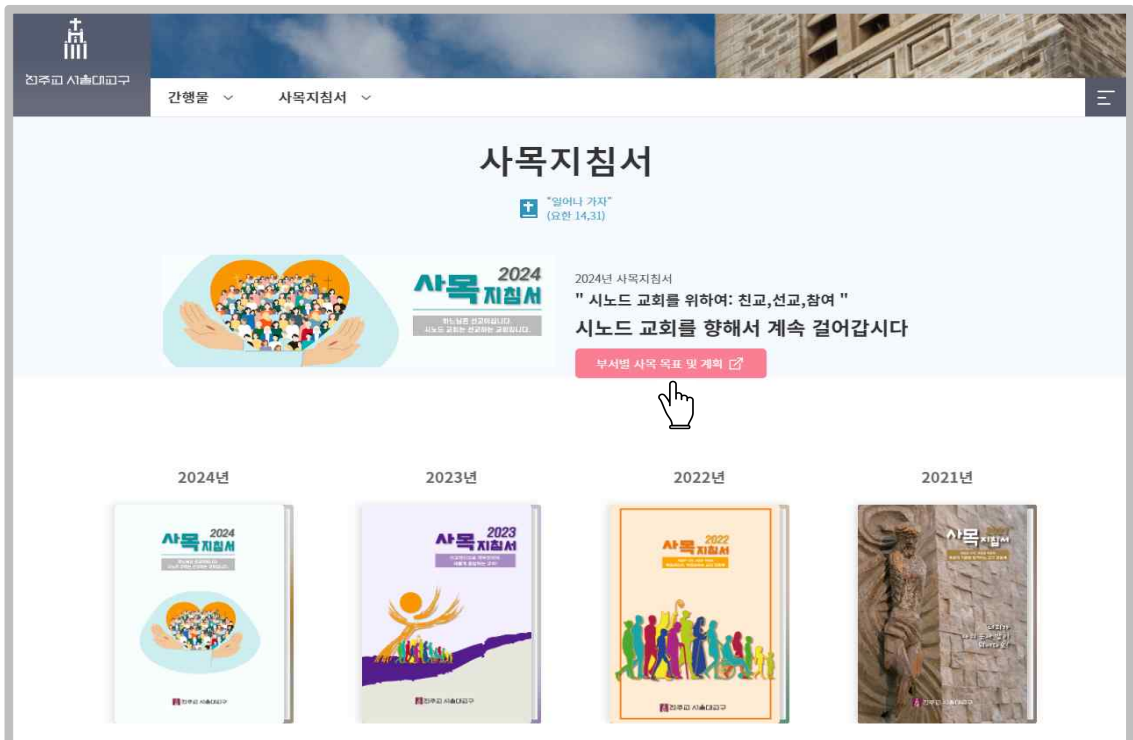 천주교 서울대교구
간행물
사목지침서
사목지침서
"일어나 가자"
(요한 14,31)
2024
사목
지침서
하느님은 선교이십니다.
시노드 교회는 선교하는 교회입니다.
2024년 사목지침서
" 시노드 교회를 위하여: 친교,선교,참여 "
시노드 교회를 향해서 계속 걸어갑시다
부서별 사목 목표 및 계획
2024년
2023년
2022년
2021년
2024
사목
지침서
천주교 서울대교구
2023
사목
지침서
천주교 서울대교구
2022
사목
지침서
천주교 서울대교구
사목
지침서
천주교 서울대교구